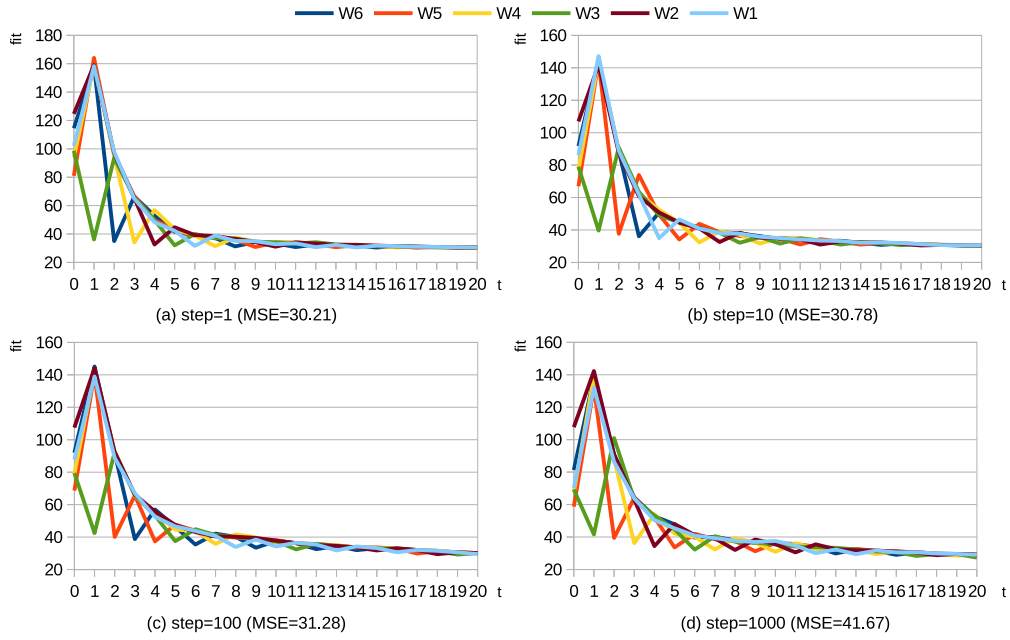 W6 W5 W4 W3 W2 W1
fit
180
160
140
120
100
80
60
40
20
0 1 2 3 4 5 6 7 8 9 10 11 12 13 14 15 16 17 18 19 20 t
(a) step=1 (MSE=30.21)
fit
160
140
120
100
80
60
40
20
0 1 2 3 4 5 6 7 8 9 10 11 12 13 14 15 16 17 18 19 20 t
(b) step=10 (MSE=30.78)
fit
160
140
120
100
80
60
40
20
0 1 2 3 4 5 6 7 8 9 10 11 12 13 14 15 16 17 18 19 20 t
(c) step=100 (MSE=31.28)
fit
160
140
120
100
80
60
40
20
0 1 2 3 4 5 6 7 8 9 10 11 12 13 14 15 16 17 18 19 20 t
(d) step=1000 (MSE=41.67)